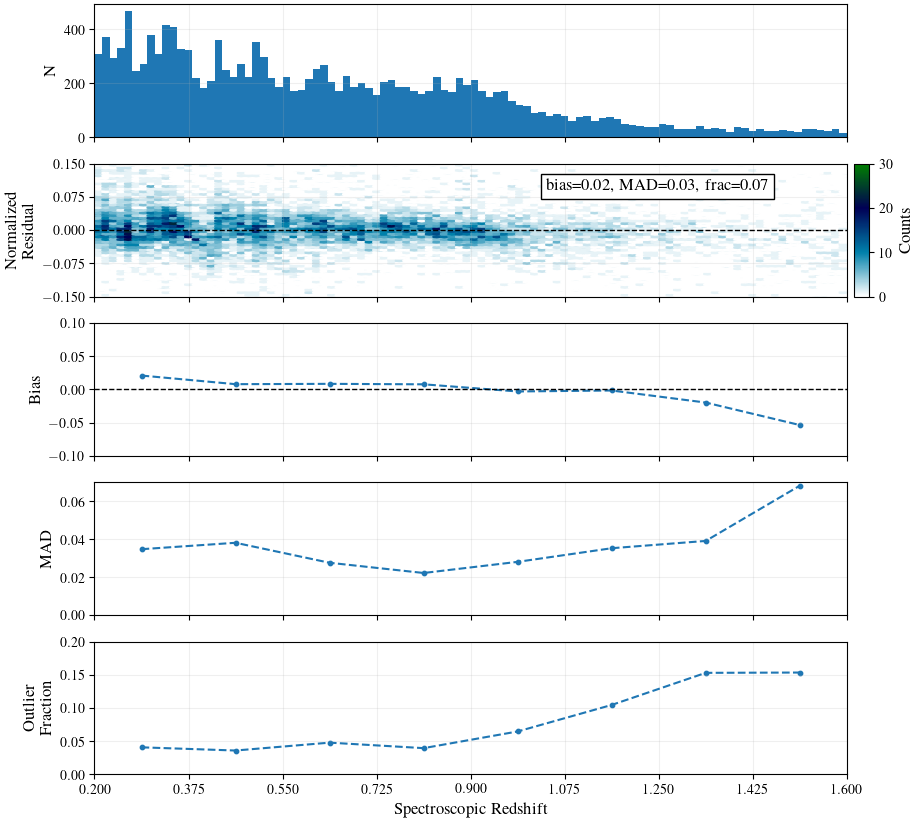 400
200
0
N
0.150
0.075
0.000
−0.075
−0.150
Normalized
Residual
bias=0.02, MAD=0.03, frac=0.07
30
20
10
0
Counts
0.10
0.05
0.00
−0.05
−0.10
Bias
0.06
0.04
0.02
0.00
MAD
0.20
0.15
0.10
0.05
0.00
Outlier
Fraction
0.200 0.375 0.550 0.725 0.900 1.075 1.250 1.425 1.600
Spectroscopic Redshift